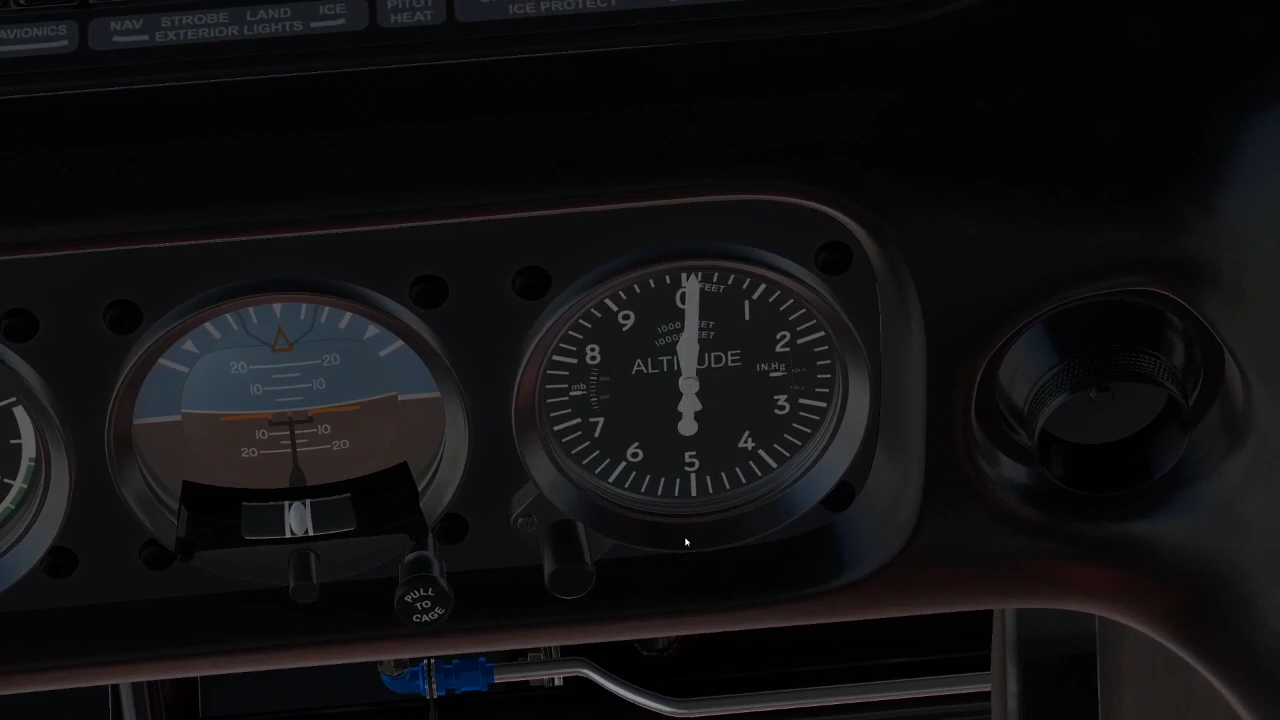 AVIONICS
NAV STROBE LAND ICE
EXTERIOR LIGHTS
PITOT
HEAT
ICE PROTECT
20 20
10 10
10 10
20 20
PULL
TO
CAGE
0
FEET
1
2
3
4
5
6
7
8
9
ALTITUDE
mb
IN.Hg